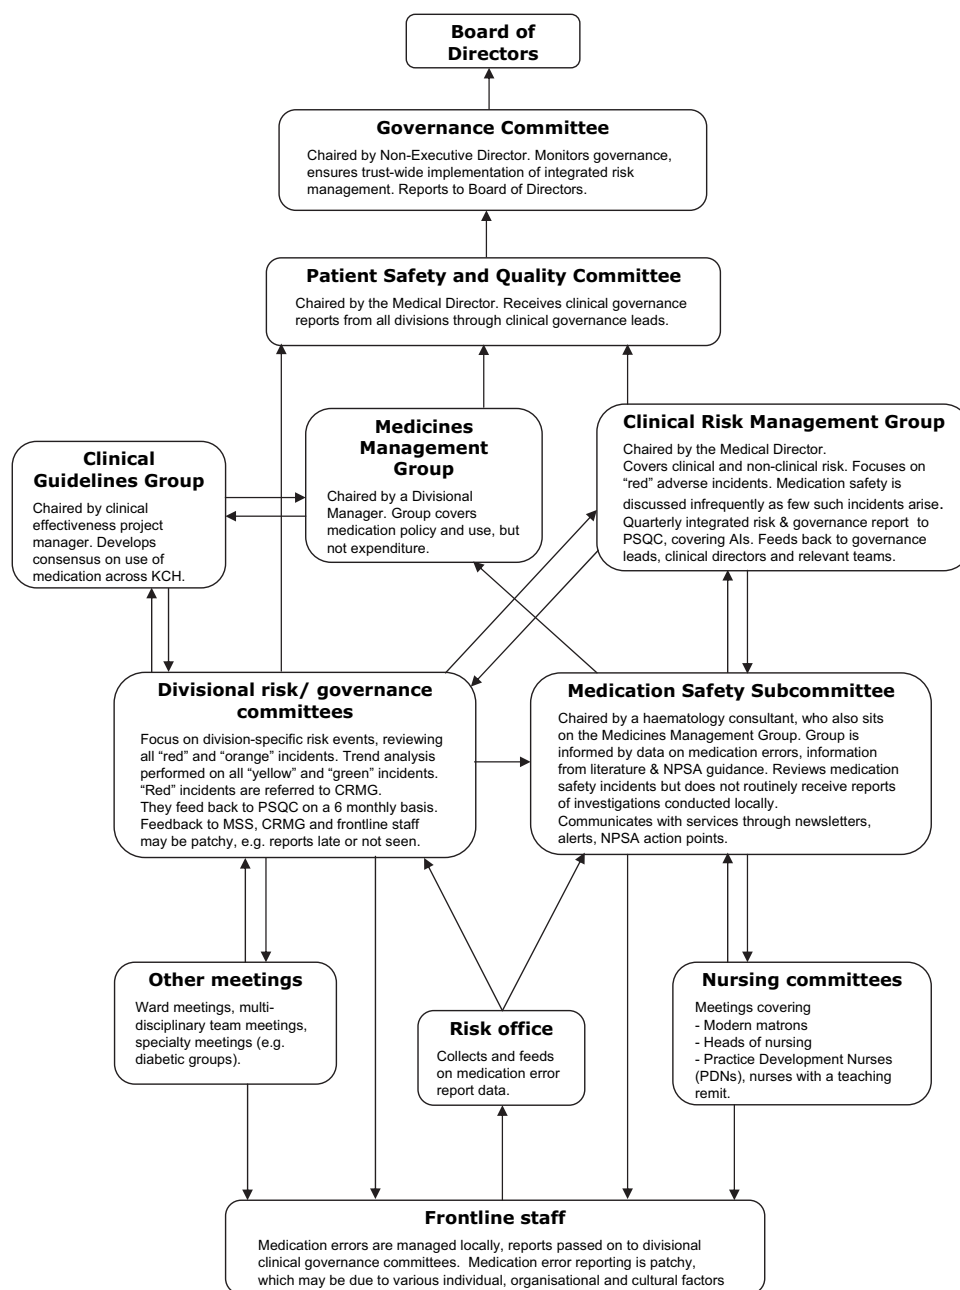 Board of
Directors
Governance Committee
Chaired by Non-Executive Director. Monitors governance,
ensures trust-wide implementation of integrated risk
management. Reports to Board of Directors.
Patient Safety and Quality Committee
Chaired by the Medical Director. Receives clinical governance
reports from all divisions through clinical governance leads.
Clinical
Guidelines Group
Chaired by clinical
effectiveness project
manager. Develops
consensus on use of
medication across KCH.
Medicines
Management
Group
Chaired by a Divisional
Manager. Group covers
medication policy and use, but
not expenditure.
Clinical Risk Management Group
Chaired by the Medical Director.
Covers clinical and non-clinical risk. Focuses on
“red” adverse incidents. Medication safety is
discussed infrequently as few such incidents arise.
Quarterly integrated risk & governance report to
PSQC, covering AIs. Feeds back to governance
leads, clinical directors and relevant teams.
Divisional risk/ governance
committees
Focus on division-specific risk events, reviewing
all “red” and “orange” incidents. Trend analysis
performed on all “yellow” and “green” incidents.
“Red” incidents are referred to CRMG.
They feed back to PSQC on a 6 monthly basis.
Feedback to MSS, CRMG and frontline staff
may be patchy, e.g. reports late or not seen.
Medication Safety Subcommittee
Chaired by a haematology consultant, who also sits
on the Medicines Management Group. Group is
informed by data on medication errors, information
from literature & NPSA guidance. Reviews medication
safety incidents but does not routinely receive reports
of investigations conducted locally.
Communicates with services through newsletters,
alerts, NPSA action points.
Other meetings
Ward meetings, multi-
disciplinary team meetings,
specialty meetings (e.g.
diabetic groups).
Risk office
Collects and feeds
on medication error
report data.
Nursing committees
Meetings covering
- Modern matrons
- Heads of nursing
- Practice Development Nurses
(PDNs), nurses with a teaching
remit.
Frontline staff
Medication errors are managed locally, reports passed on to divisional
clinical governance committees. Medication error reporting is patchy,
which may be due to various individual, organisational and cultural factors